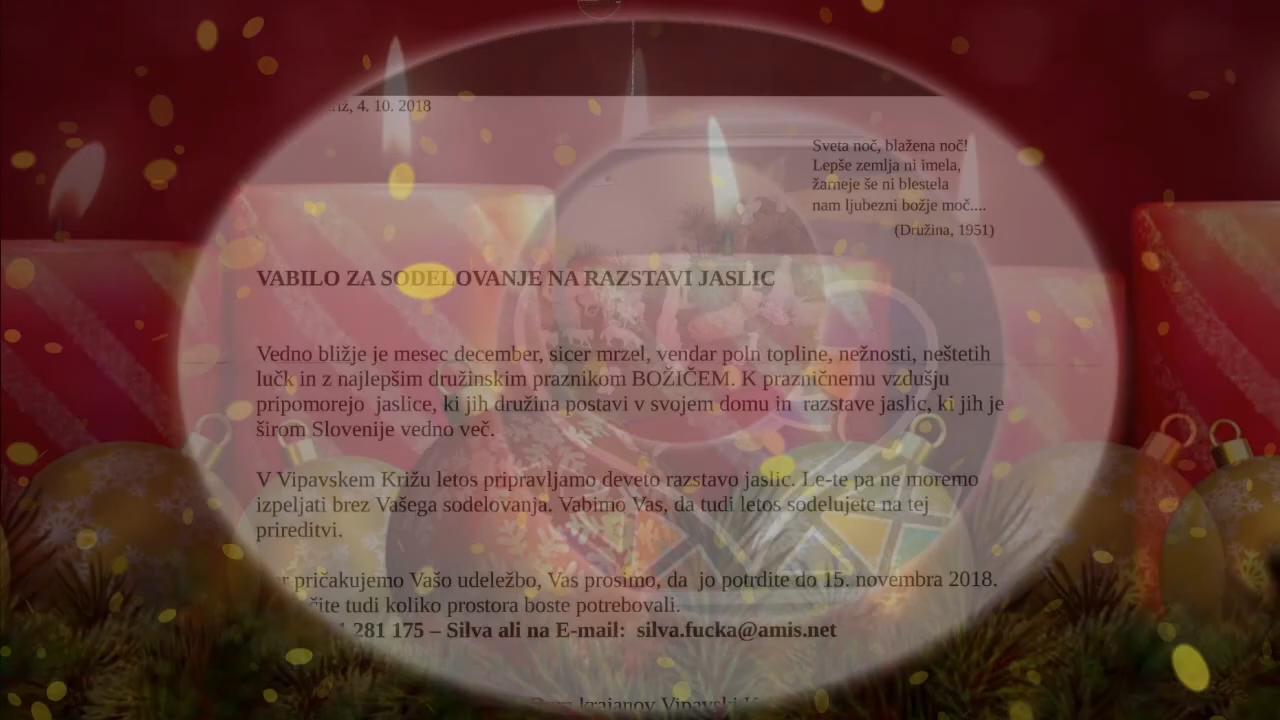 4. 10. 2018
Sveta noč, blažena noč!
Lepše zemlja ni imela,
žarneje še ni blestela
nam ljubezni božje moč....
(Družina, 1951)
VABILO ZA SODELOVANJE NA RAZSTAVI JASLIC
Vedno bližje je mesec december, sicer mrzel, vendar poln topline, nežnosti, neštetih
lučk in z najlepšim družinskim praznikom BOŽIČEM. K prazničnemu vzdušju
pripomorejo jaslice, ki jih družina postavi v svojem domu in razstave jaslic, ki jih je
širom Slovenije vedno več.
V Vipavskem Križu letos pripravljamo deveto razstavo jaslic. Le-te pa ne moremo
izpeljati brez Vašega sodelovanja. Vabimo Vas, da tudi letos sodelujete na tej
prireditvi.
pričakujemo Vašo udeležbo, Vas prosimo, da jo potrdite do 15. novembra 2018.
tudi koliko prostora boste potrebovali.
281 175 – Silva ali na E-mail: silva.fucka@amis.net
krajanov Vipavski